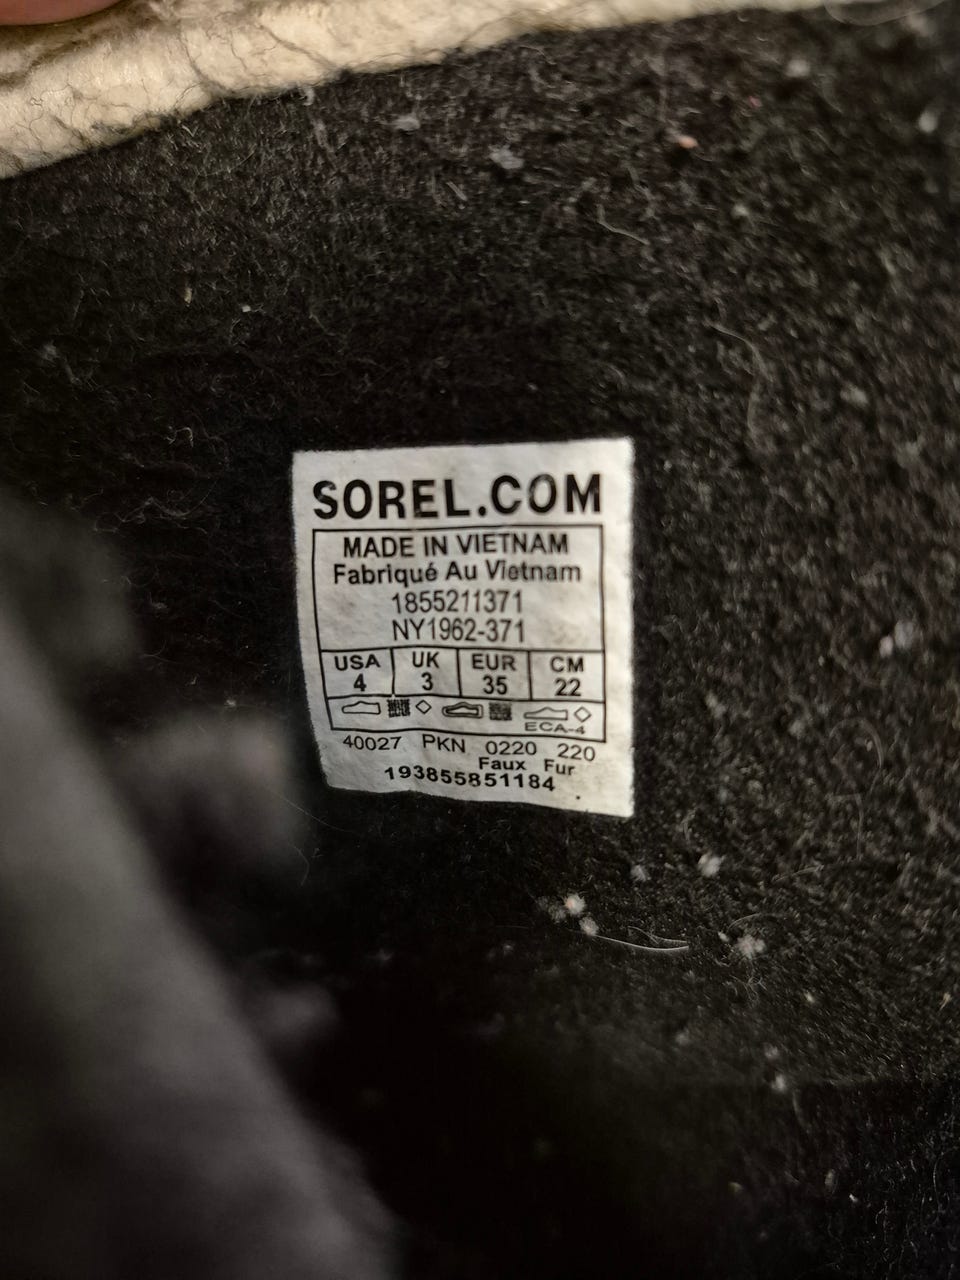 SOREL.COM
MADE IN VIETNAM
Fabriqué Au Vietnam
1855211371
NY1962-371
USA UK EUR CM
4 3 35 22
ECA-4
40027 PKN 0220 220
Faux Fur
193855851184